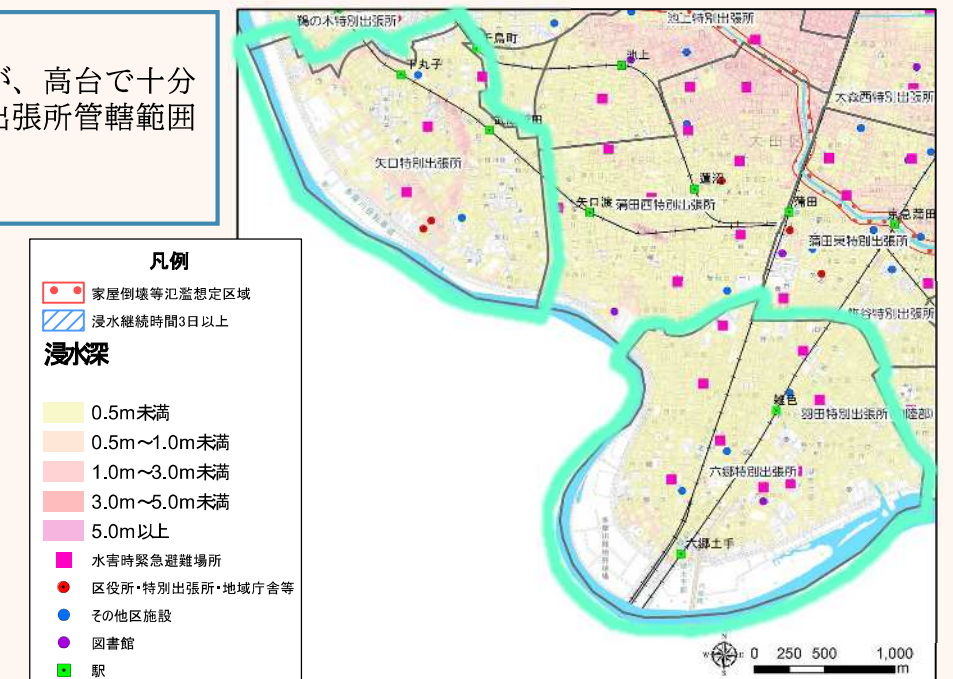 が、高台で十分
出張所管轄範囲
凡例
家屋倒壊等氾濫想定区域
浸水継続時間3日以上
浸水深
0.5m未満
0.5m~1.0m未満
1.0m~3.0m未満
3.0m~5.0m未満
5.0m以上
水害時緊急避難場所
区役所・特別出張所・地域庁舎等
その他区施設
図書館
駅
鵜の木特別出張所
池上特別出張所
千鳥町
池上
下丸子
大森西特別出張所
大田区
矢口特別出張所
蓮沼
矢口渡
蒲田西特別出張所
蒲田
京急蒲田
蒲田東特別出張所
糀谷特別出張所
雑色
羽田特別出張所
六郷特別出張所
六郷土手
N
W
E
S
0 250 500 1,000
m